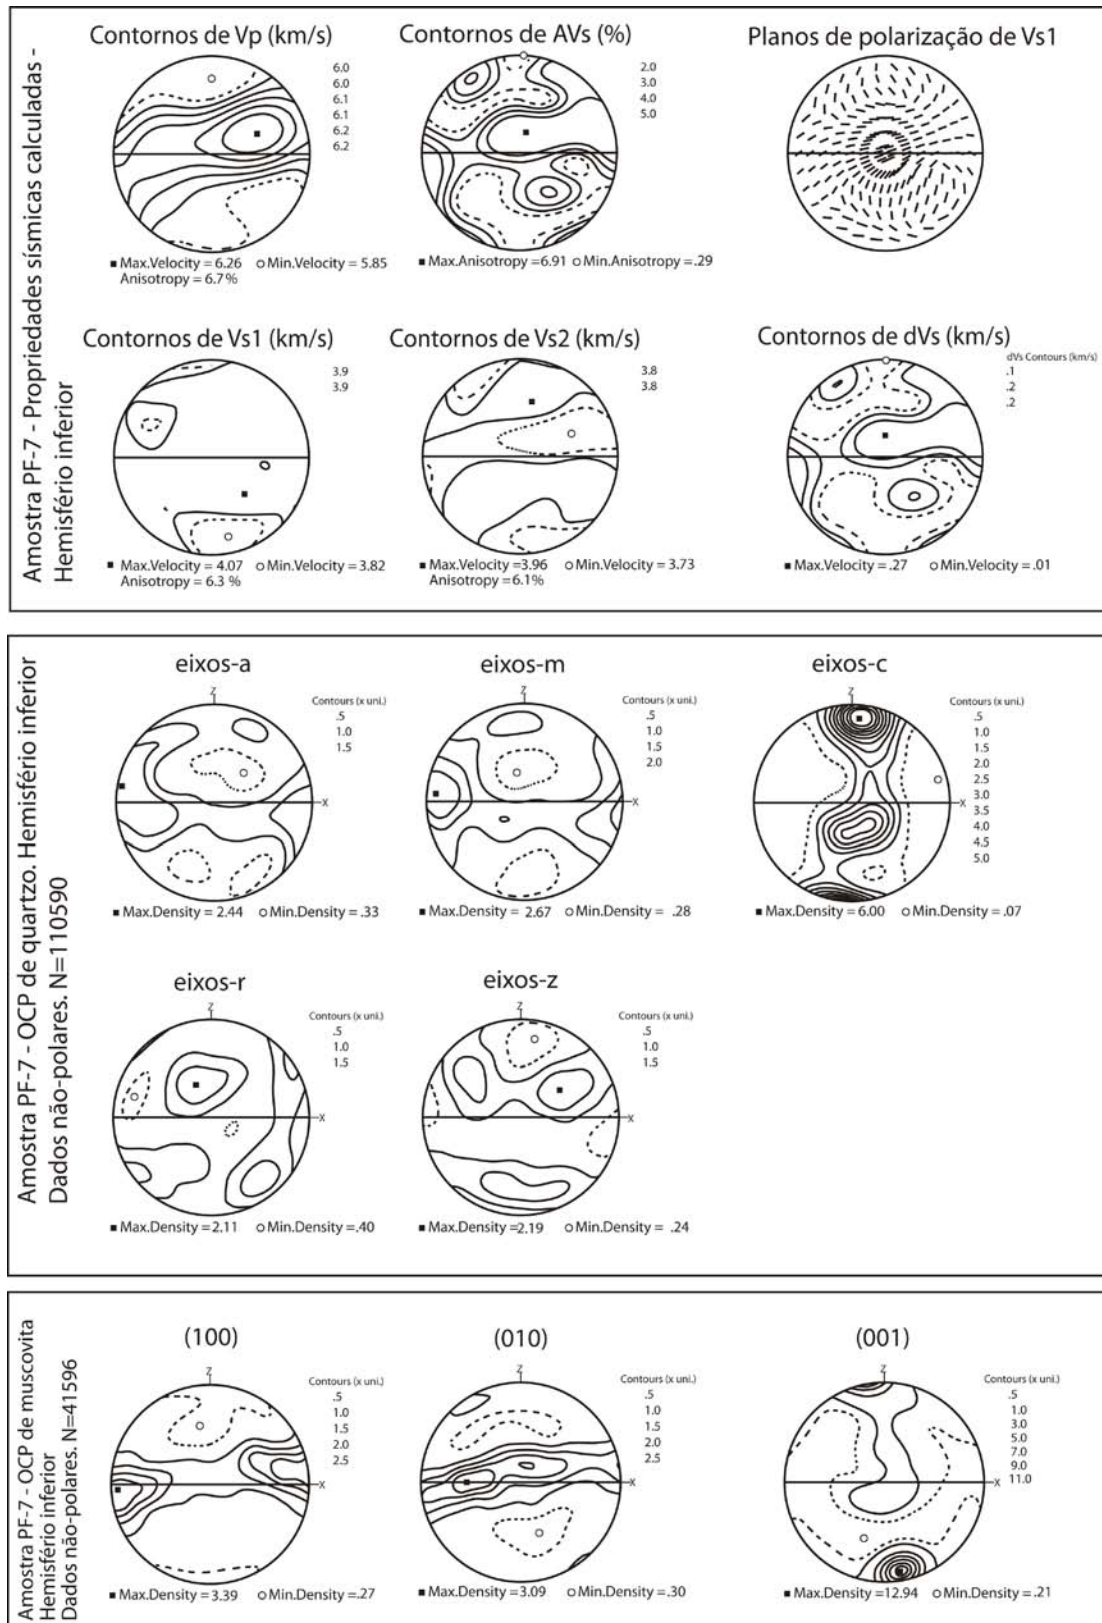 Amostra PF-7 - Propriedades sísmicas calculadas -
Hemisfério inferior
Contornos de Vp (km/s)
6.0
6.0
6.1
6.1
6.2
6.2
■ Max.Velocity = 6.26 ○ Min.Velocity = 5.85
Anisotropy = 6.7%
Contornos de AVs (%)
2.0
3.0
4.0
5.0
■ Max.Anisotropy = 6.91 ○ Min.Anisotropy = .29
Planos de polarização de Vs1
Contornos de Vs1 (km/s)
3.9
3.9
■ Max.Velocity = 4.07 ○ Min.Velocity = 3.82
Anisotropy = 6.3 %
Contornos de Vs2 (km/s)
3.8
3.8
■ Max.Velocity =3.96 ○ Min.Velocity = 3.73
Anisotropy = 6.1%
Contornos de dVs (km/s)
dVs Contours (km/s)
.1
.2
.2
■ Max.Velocity = .27 ○ Min.Velocity = .01
Amostra PF-7 - OCP de quartzo. Hemisfério inferior
Dados não-polares. N=110590
eixos-a
Z
X
Contours (x uni.)
.5
1.0
1.5
■ Max.Density = 2.44 ○ Min.Density = .33
eixos-m
Z
X
Contours (x uni.)
.5
1.0
1.5
2.0
■ Max.Density = 2.67 ○ Min.Density = .28
eixos-c
Z
X
Contours (x uni.)
.5
1.0
1.5
2.0
2.5
3.0
3.5
4.0
4.5
5.0
■ Max.Density = 6.00 ○ Min.Density = .07
eixos-r
Z
X
Contours (x uni.)
.5
1.0
1.5
■ Max.Density = 2.11 ○ Min.Density = .40
eixos-z
Z
X
Contours (x uni.)
.5
1.0
1.5
■ Max.Density =2.19 ○ Min.Density = .24
Amostra PF-7 - OCP de muscovita
Hemisfério inferior
Dados não-polares. N=41596
(100)
Z
X
Contours (x uni.)
.5
1.0
1.5
2.0
2.5
■ Max.Density = 3.39 ○ Min.Density = .27
(010)
Z
X
Contours (x uni.)
.5
1.0
1.5
2.0
2.5
■ Max.Density = 3.09 ○ Min.Density = .30
(001)
Z
X
Contours (x uni.)
.5
1.0
3.0
5.0
7.0
9.0
11.0
■ Max.Density =12.94 ○ Min.Density = .21